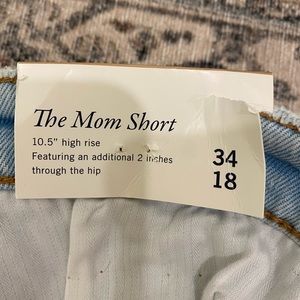 The Mom Short
10.5" high rise
Featuring an additional 2 inches
through the hip
34
18